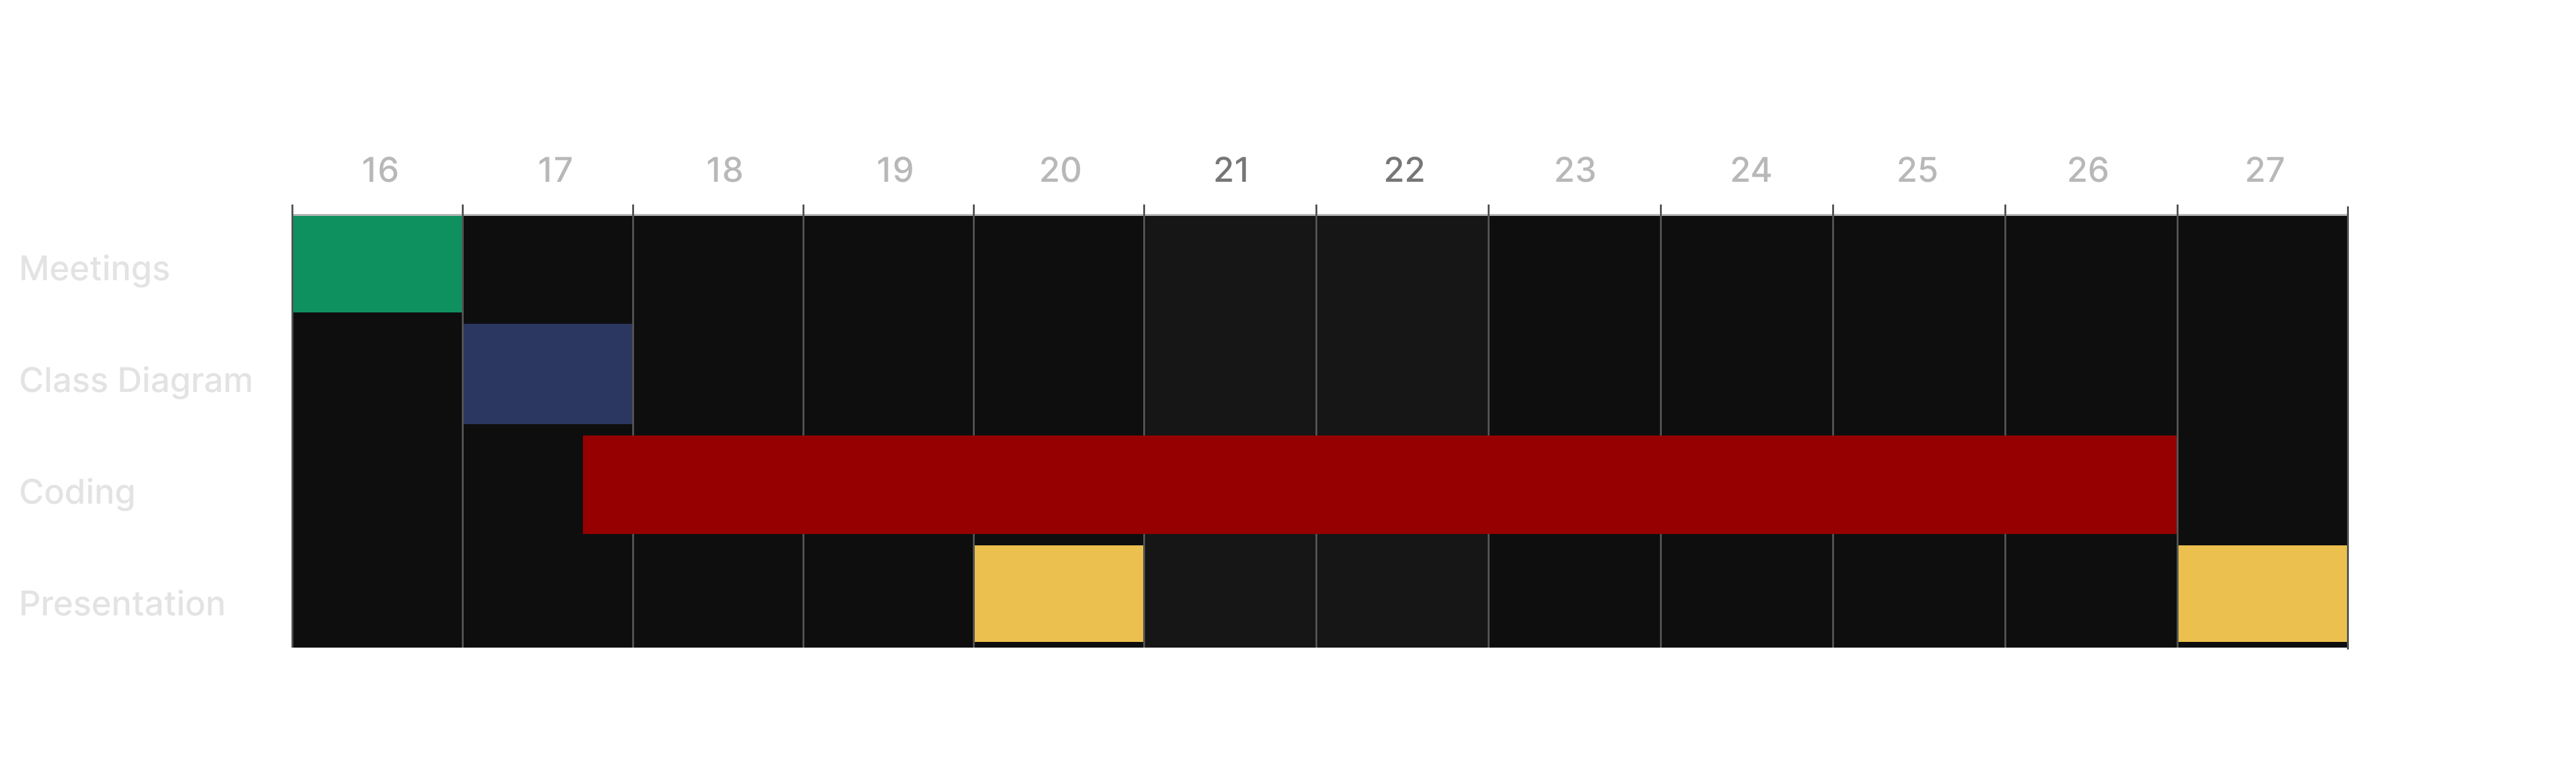 16 17 18 19 20 21 22 23 24 25 26 27
Meetings
Class Diagram
Coding
Presentation